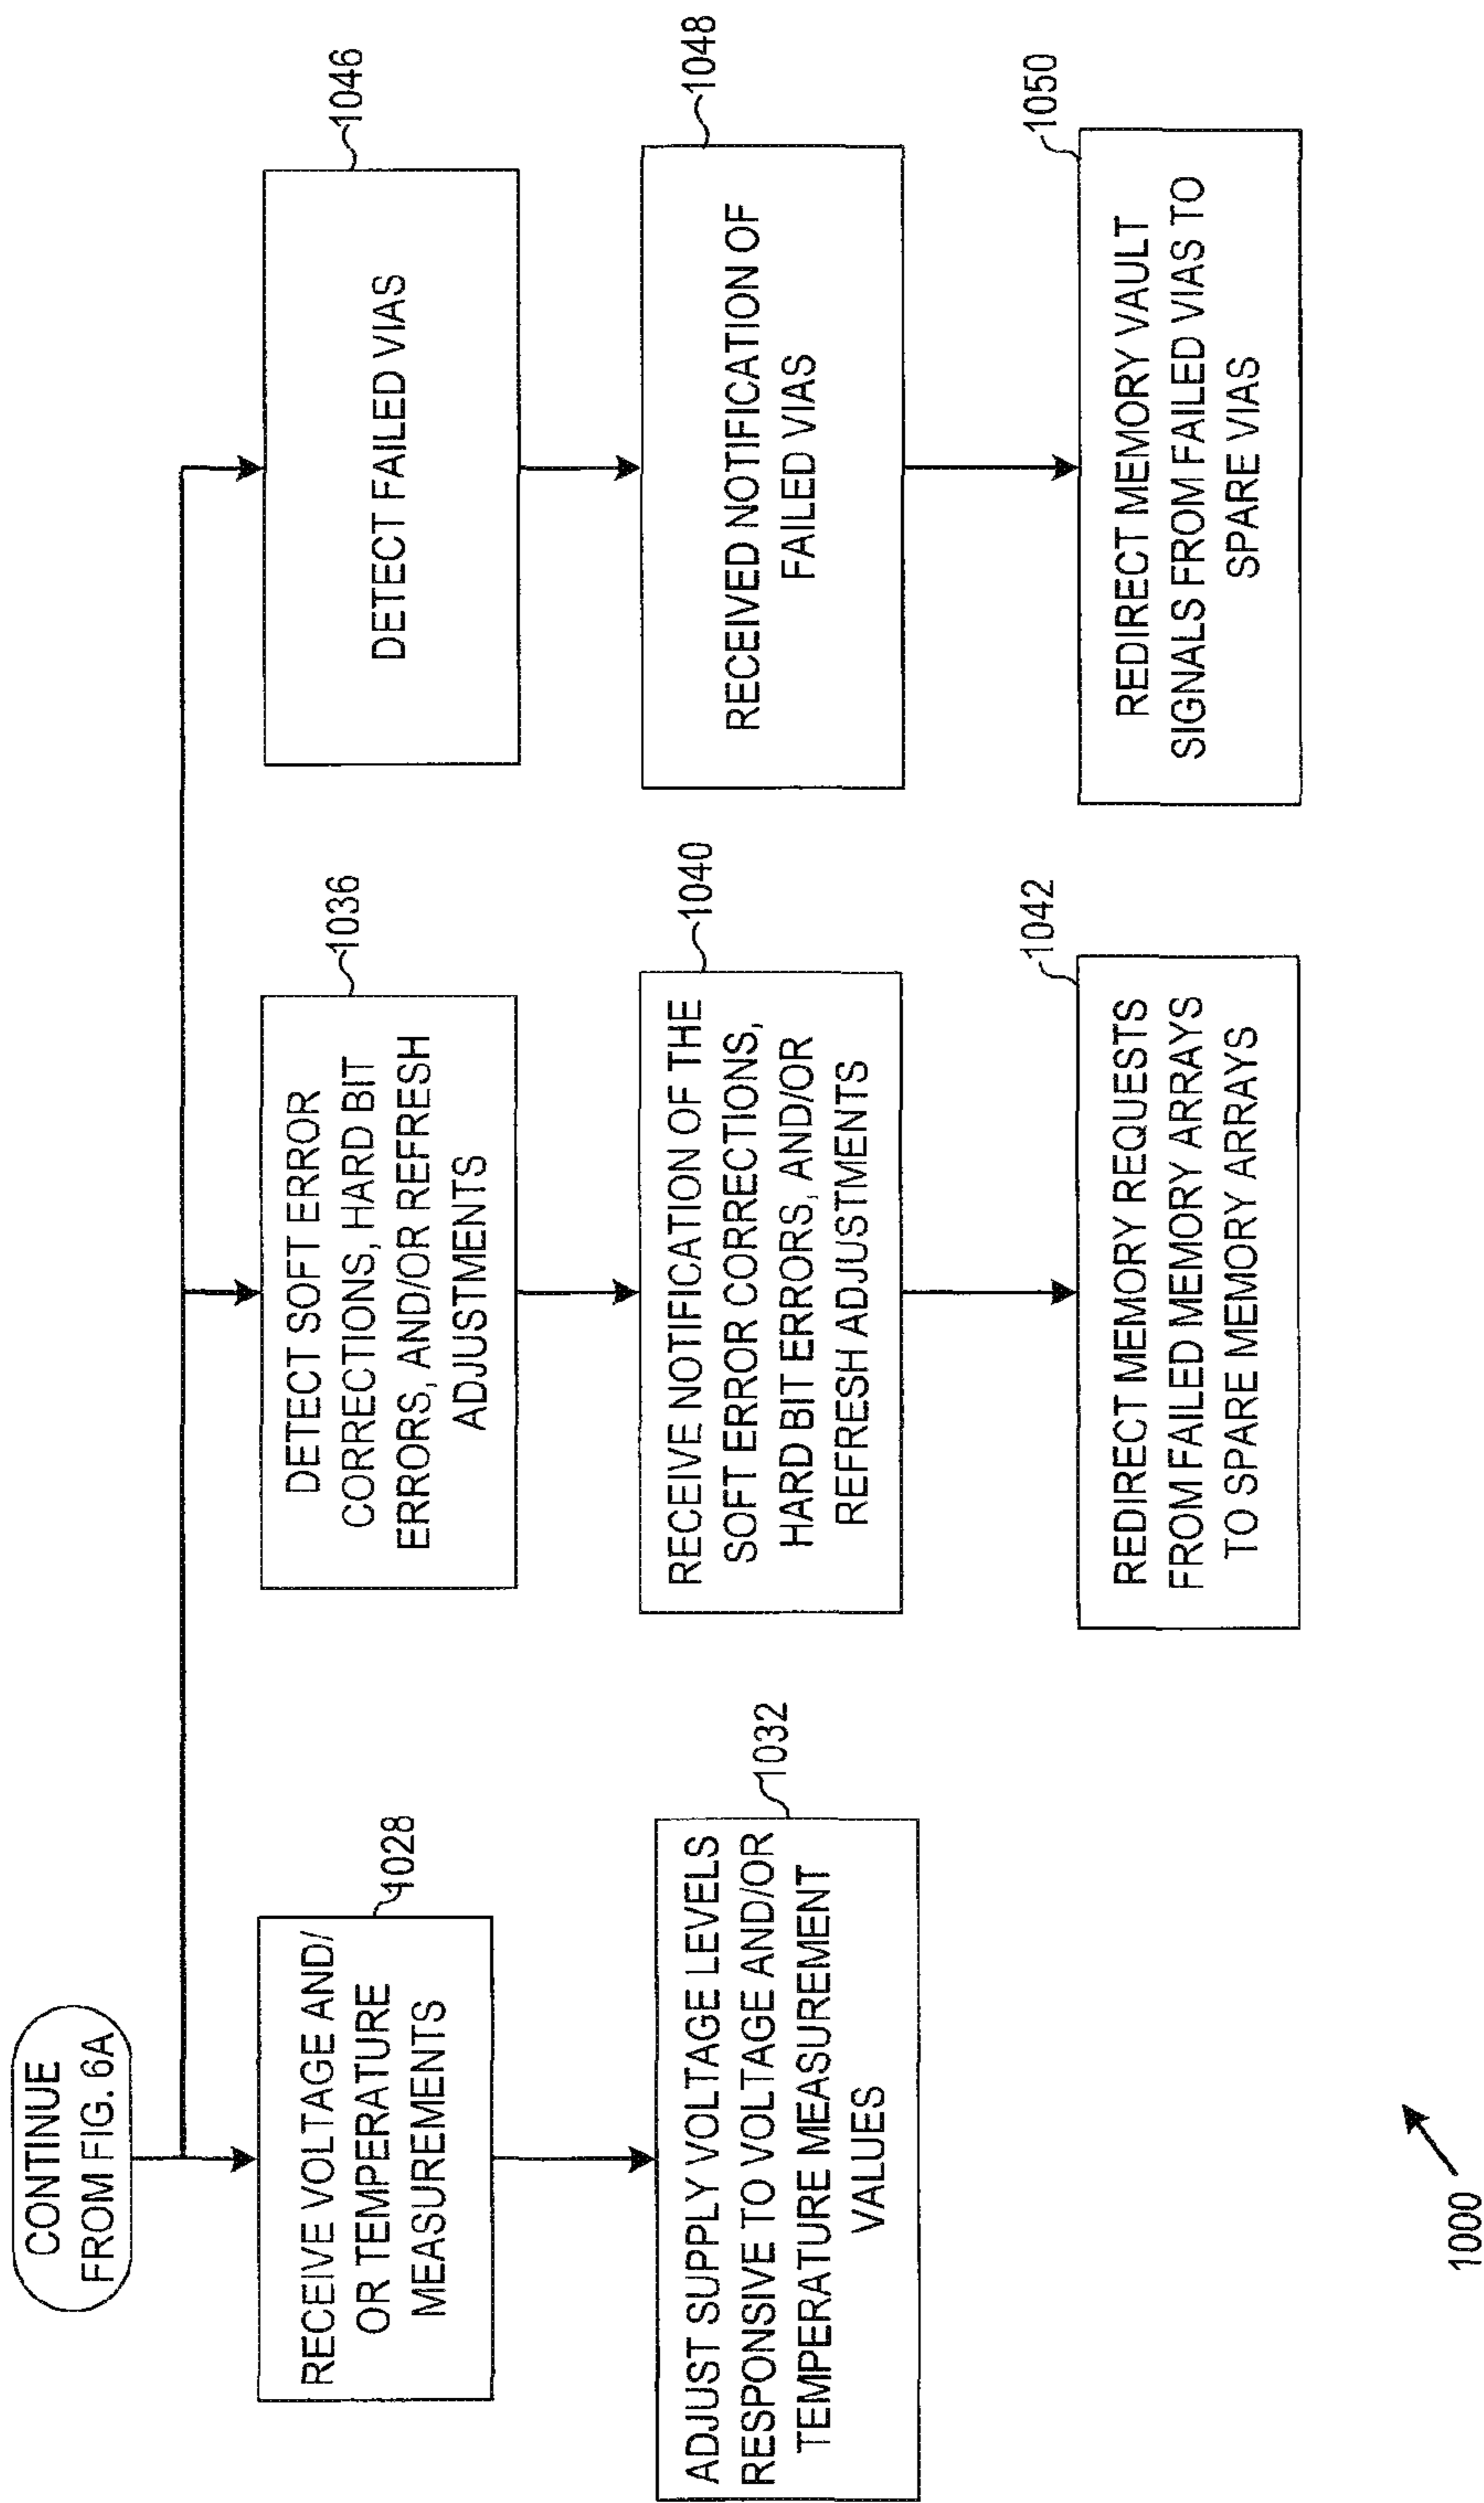 CONTINUE
FROM FIG. 6A
RECEIVE VOLTAGE AND/
OR TEMPERATURE
MEASUREMENTS
1028
ADJUST SUPPLY VOLTAGE LEVELS
RESPONSIVE TO VOLTAGE AND/OR
TEMPERATURE MEASUREMENT
VALUES
1032
DETECT SOFT ERROR
CORRECTIONS, HARD BIT
ERRORS, AND/OR REFRESH
ADJUSTMENTS
1036
RECEIVE NOTIFICATION OF THE
SOFT ERROR CORRECTIONS,
HARD BIT ERRORS, AND/OR
REFRESH ADJUSTMENTS
1040
REDIRECT MEMORY REQUESTS
FROM FAILED MEMORY ARRAYS
TO SPARE MEMORY ARRAYS
1042
DETECT FAILED VIAS
1046
RECEIVED NOTIFICATION OF
FAILED VIAS
1048
REDIRECT MEMORY VAULT
SIGNALS FROM FAILED VIAS TO
SPARE VIAS
1050
1000